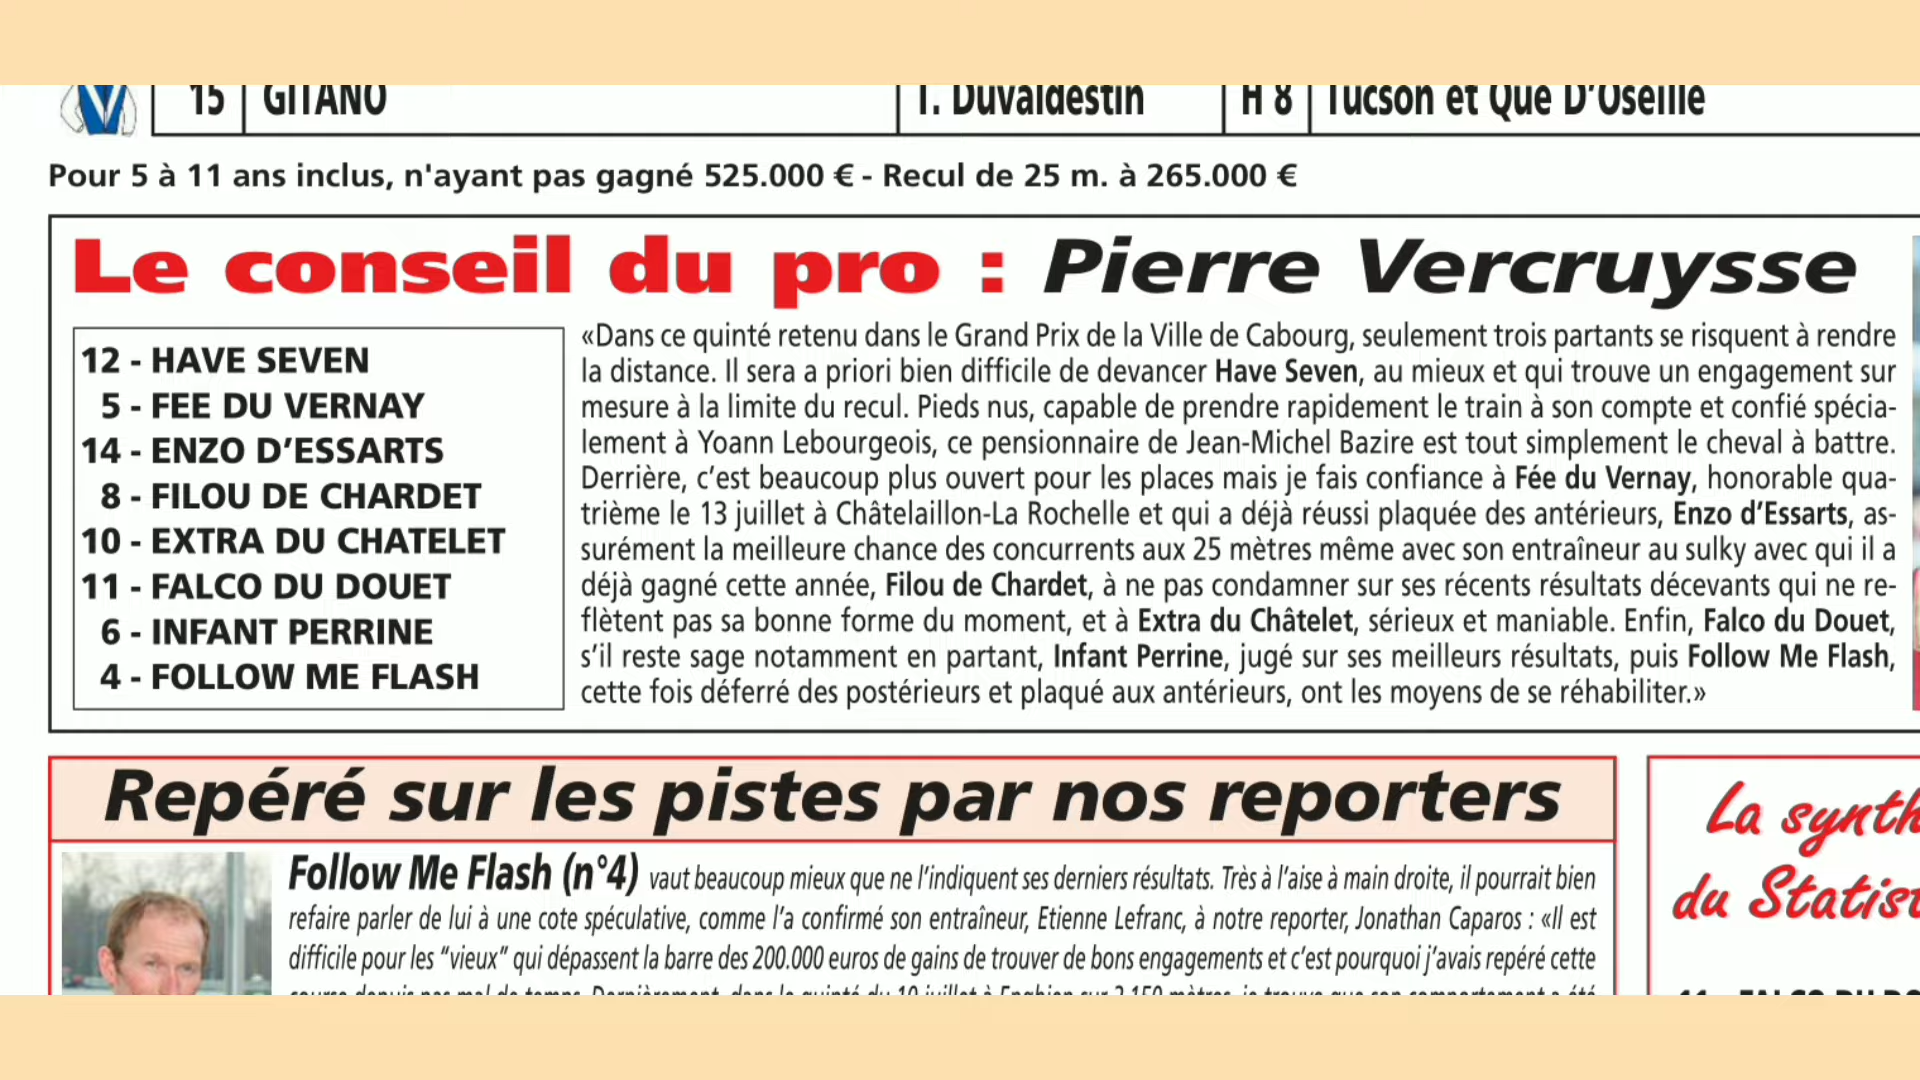 15 GITANO T. Duvaldestin H 8 Tucson et Que D'Oseille
Pour 5 à 11 ans inclus, n'ayant pas gagné 525.000 € - Recul de 25 m. à 265.000 €
Le conseil du pro : Pierre Vercruysse
12 - HAVE SEVEN
5 - FEE DU VERNAY
14 - ENZO D'ESSARTS
8 - FILOU DE CHARDET
10 - EXTRA DU CHATELET
11 - FALCO DU DOUET
6 - INFANT PERRINE
4 - FOLLOW ME FLASH
«Dans ce quinté retenu dans le Grand Prix de la Ville de Cabourg, seulement trois partants se risquent à rendre
la distance. Il sera a priori bien difficile de devancer Have Seven, au mieux et qui trouve un engagement sur
mesure à la limite du recul. Pieds nus, capable de prendre rapidement le train à son compte et confié spécia-
lement à Yoann Lebourgeois, ce pensionnaire de Jean-Michel Bazire est tout simplement le cheval à battre.
Derrière, c'est beaucoup plus ouvert pour les places mais je fais confiance à Fée du Vernay, honorable qua-
trième le 13 juillet à Châtelaillon-La Rochelle et qui a déjà réussi plaquée des antérieurs, Enzo d'Essarts, as-
surément la meilleure chance des concurrents aux 25 mètres même avec son entraîneur au sulky avec qui il a
déjà gagné cette année, Filou de Chardet, à ne pas condamner sur ses récents résultats décevants qui ne re-
flètent pas sa bonne forme du moment, et à Extra du Châtelet, sérieux et maniable. Enfin, Falco du Douet,
s'il reste sage notamment en partant, Infant Perrine, jugé sur ses meilleurs résultats, puis Follow Me Flash,
cette fois déferré des postérieurs et plaqué aux antérieurs, ont les moyens de se réhabiliter.»
Repéré sur les pistes par nos reporters
Follow Me Flash (n°4) vaut beaucoup mieux que ne l'indiquent ses derniers résultats. Très à l'aise à main droite, il pourrait bien
refaire parler de lui à une cote spéculative, comme l'a confirmé son entraîneur, Etienne Lefranc, à notre reporter, Jonathan Caparos : «Il est
difficile pour les "vieux" qui dépassent la barre des 200.000 euros de gains de trouver de bons engagements et c'est pourquoi j'avais repéré cette
La synth
du Statist